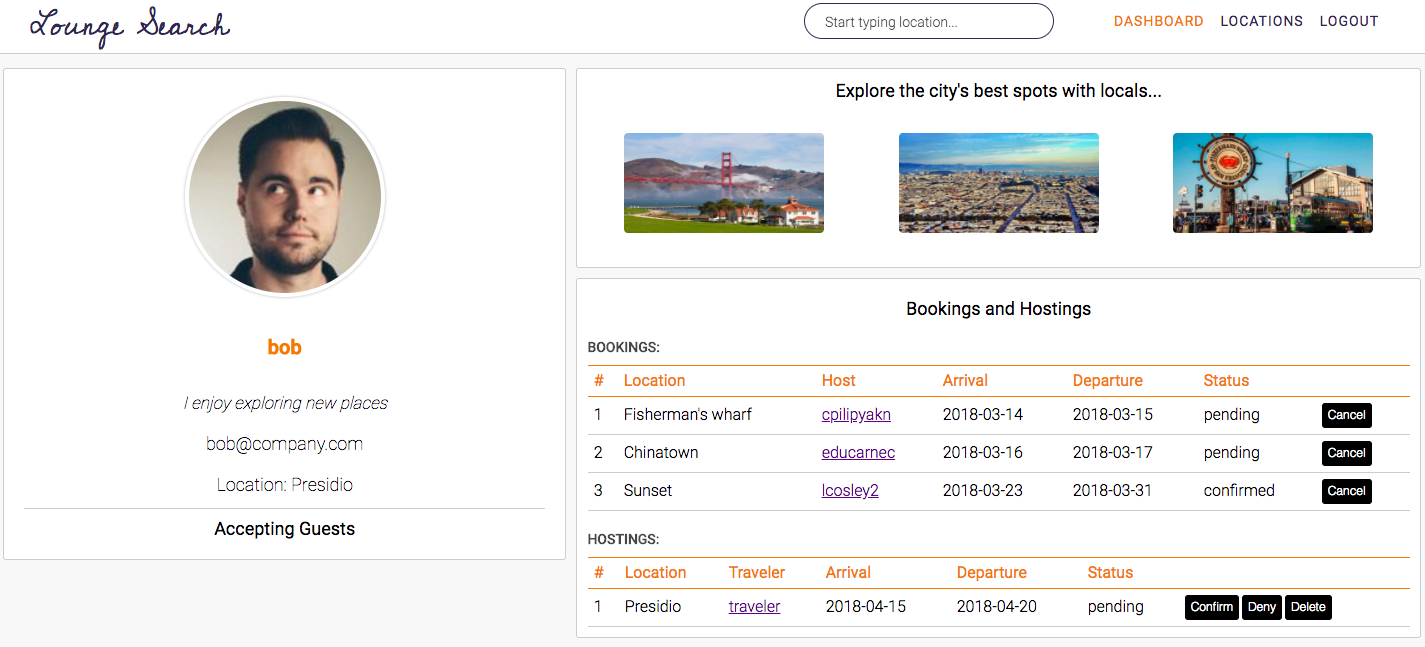 Lounge Search
Start typing location...
DASHBOARD LOCATIONS LOGOUT
bob
I enjoy exploring new places
bob@company.com
Location: Presidio
Accepting Guests
Explore the city's best spots with locals...
Bookings and Hostings
BOOKINGS:
# Location Host Arrival Departure Status
1 Fisherman's wharf cpilipyakn 2018-03-14 2018-03-15 pending Cancel
2 Chinatown educarnec 2018-03-16 2018-03-17 pending Cancel
3 Sunset lcosley2 2018-03-23 2018-03-31 confirmed Cancel
HOSTINGS:
# Location Traveler Arrival Departure Status
1 Presidio traveler 2018-04-15 2018-04-20 pending Confirm Deny Delete